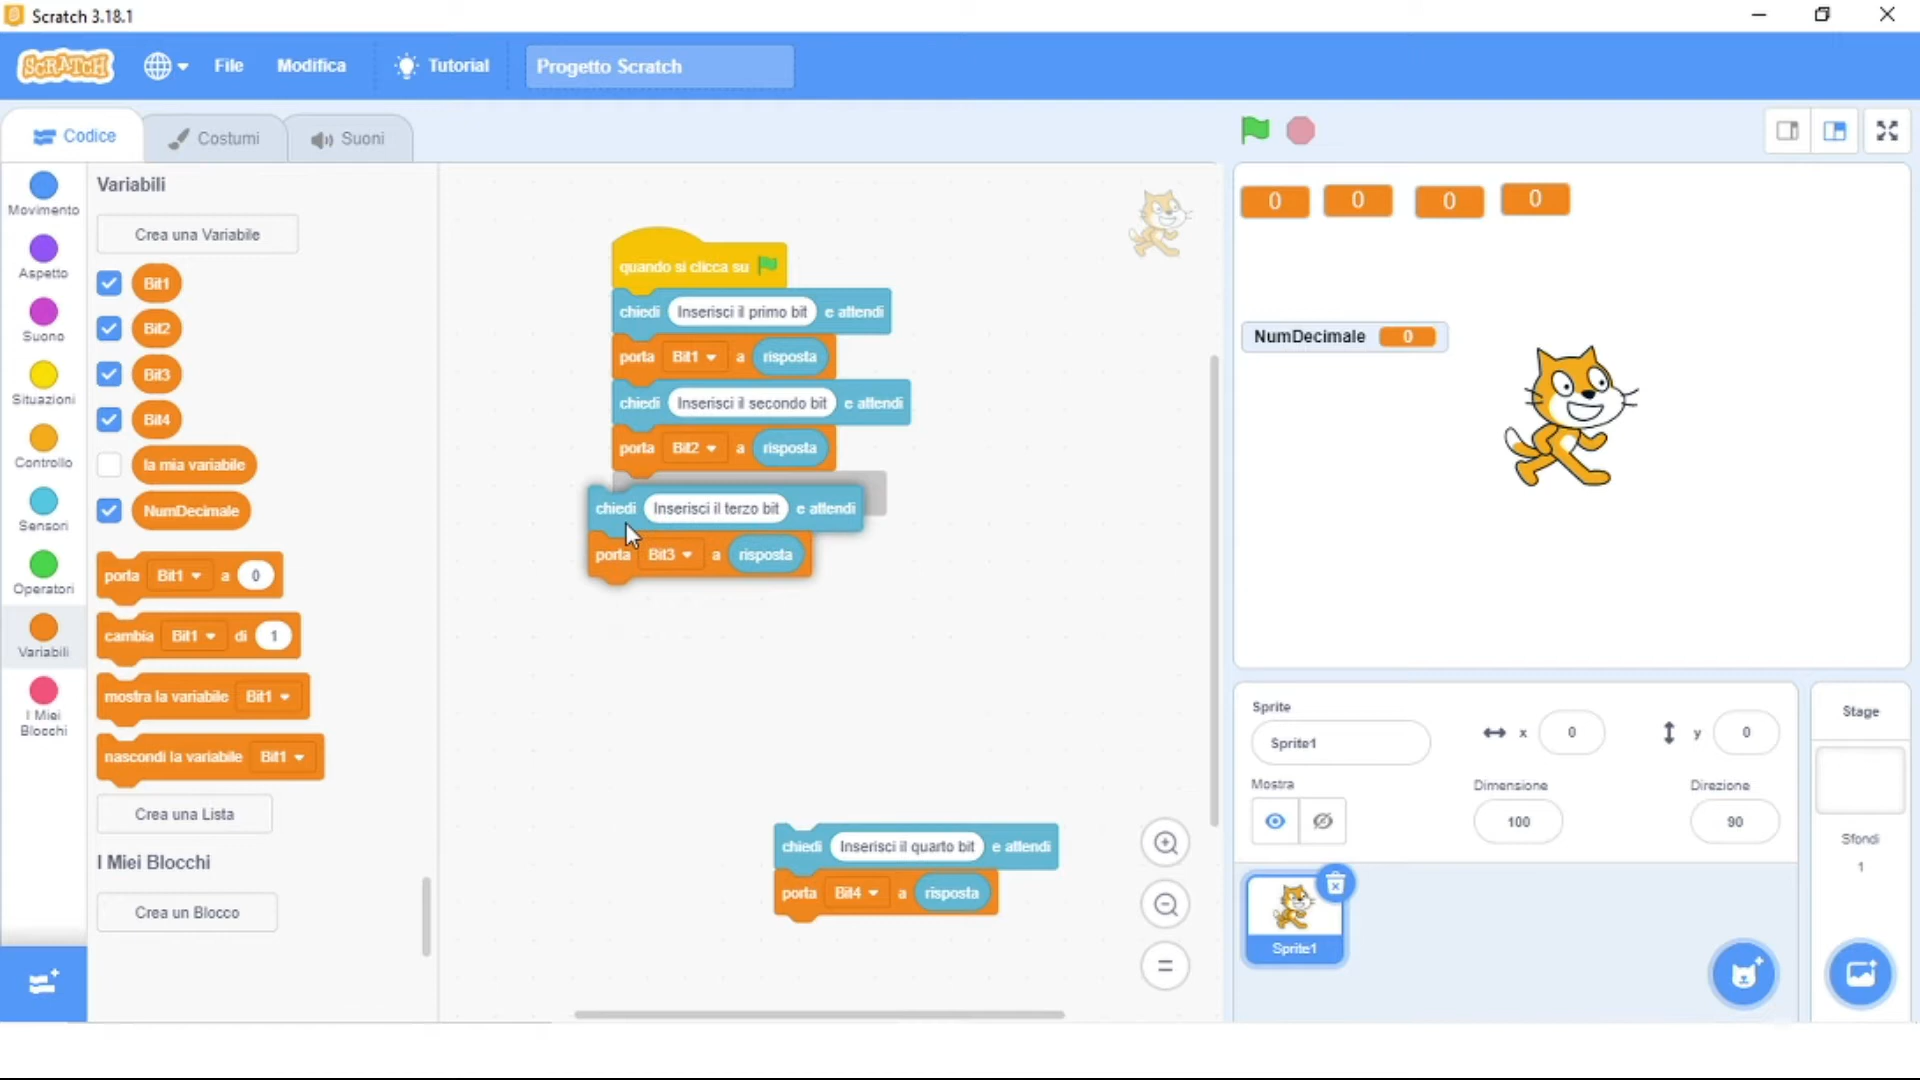 Scratch 3.18.1
SCRATCH
File
Modifica
Tutorial
Progetto Scratch
Codice
Costumi
Suoni
Movimento
Aspetto
Suono
Situazioni
Controllo
Sensori
Operatori
Variabili
I Miei
Blocchi
Variabili
Crea una Variabile
Bit1
Bit2
Bit3
Bit4
la mia variabile
NumDecimale
porta Bit1 a 0
cambia Bit1 di 1
mostra la variabile Bit1
nascondi la variabile Bit1
Crea una Lista
I Miei Blocchi
Crea un Blocco
quando si clicca su
chiedi Inserisci il primo bit e attendi
porta Bit1 a risposta
chiedi Inserisci il secondo bit e attendi
porta Bit2 a risposta
chiedi Inserisci il terzo bit e attendi
porta Bit3 a risposta
chiedi Inserisci il quarto bit e attendi
porta Bit4 a risposta
0 0 0 0
NumDecimale 0
Sprite
Sprite1
x 0
y 0
Mostra
Dimensione
100
Direzione
90
Sprite1
Stage
Sfondi
1